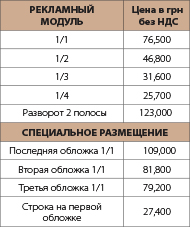 РЕКЛАМНЫЙ МОДУЛЬ Цена в грн без НДС
1/1 76,500
1/2 46,800
1/3 31,600
1/4 25,700
Разворот 2 полосы 123,000
СПЕЦИАЛЬНОЕ РАЗМЕЩЕНИЕ
Последняя обложка 1/1 109,000
Вторая обложка 1/1 81,800
Третья обложка 1/1 79,200
Строка на первой обложке 27,400